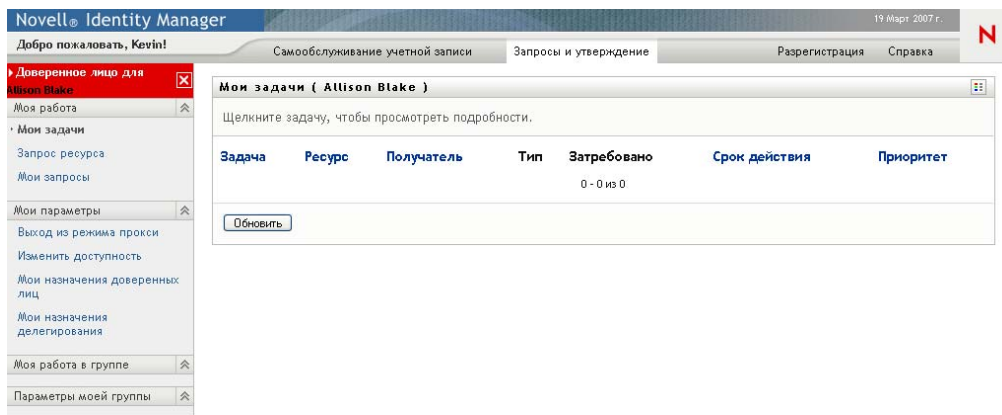 Novell® Identity Manager
19 Март 2007 г.
N
Добро пожаловать, Kevin!
Самообслуживание учетной записи
Запросы и утверждение
Разрегистрация
Справка
Доверенное лицо для
Allison Blake
Моя работа
Мои задачи
Запрос ресурса
Мои запросы
Мои параметры
Выход из режима прокси
Изменить доступность
Мои назначения доверенных
лиц
Мои назначения
делегирования
Моя работа в группе
Параметры моей группы
Мои задачи ( Allison Blake )
Щелкните задачу, чтобы просмотреть подробности.
Задача Ресурс Получатель Тип Затребовано Срок действия Приоритет
0 - 0 из 0
Обновить